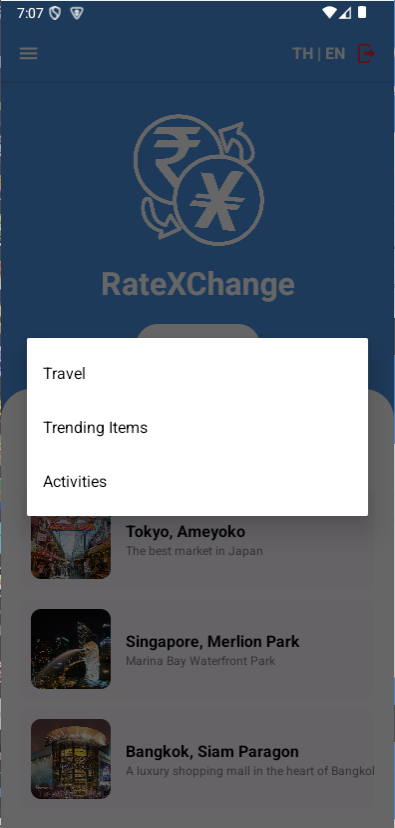 7:07
TH | EN
RateXChange
Travel
Trending Items
Activities
Tokyo, Ameyoko
The best market in Japan
Singapore, Merlion Park
Marina Bay Waterfront Park
Bangkok, Siam Paragon
A luxury shopping mall in the heart of Bangkok